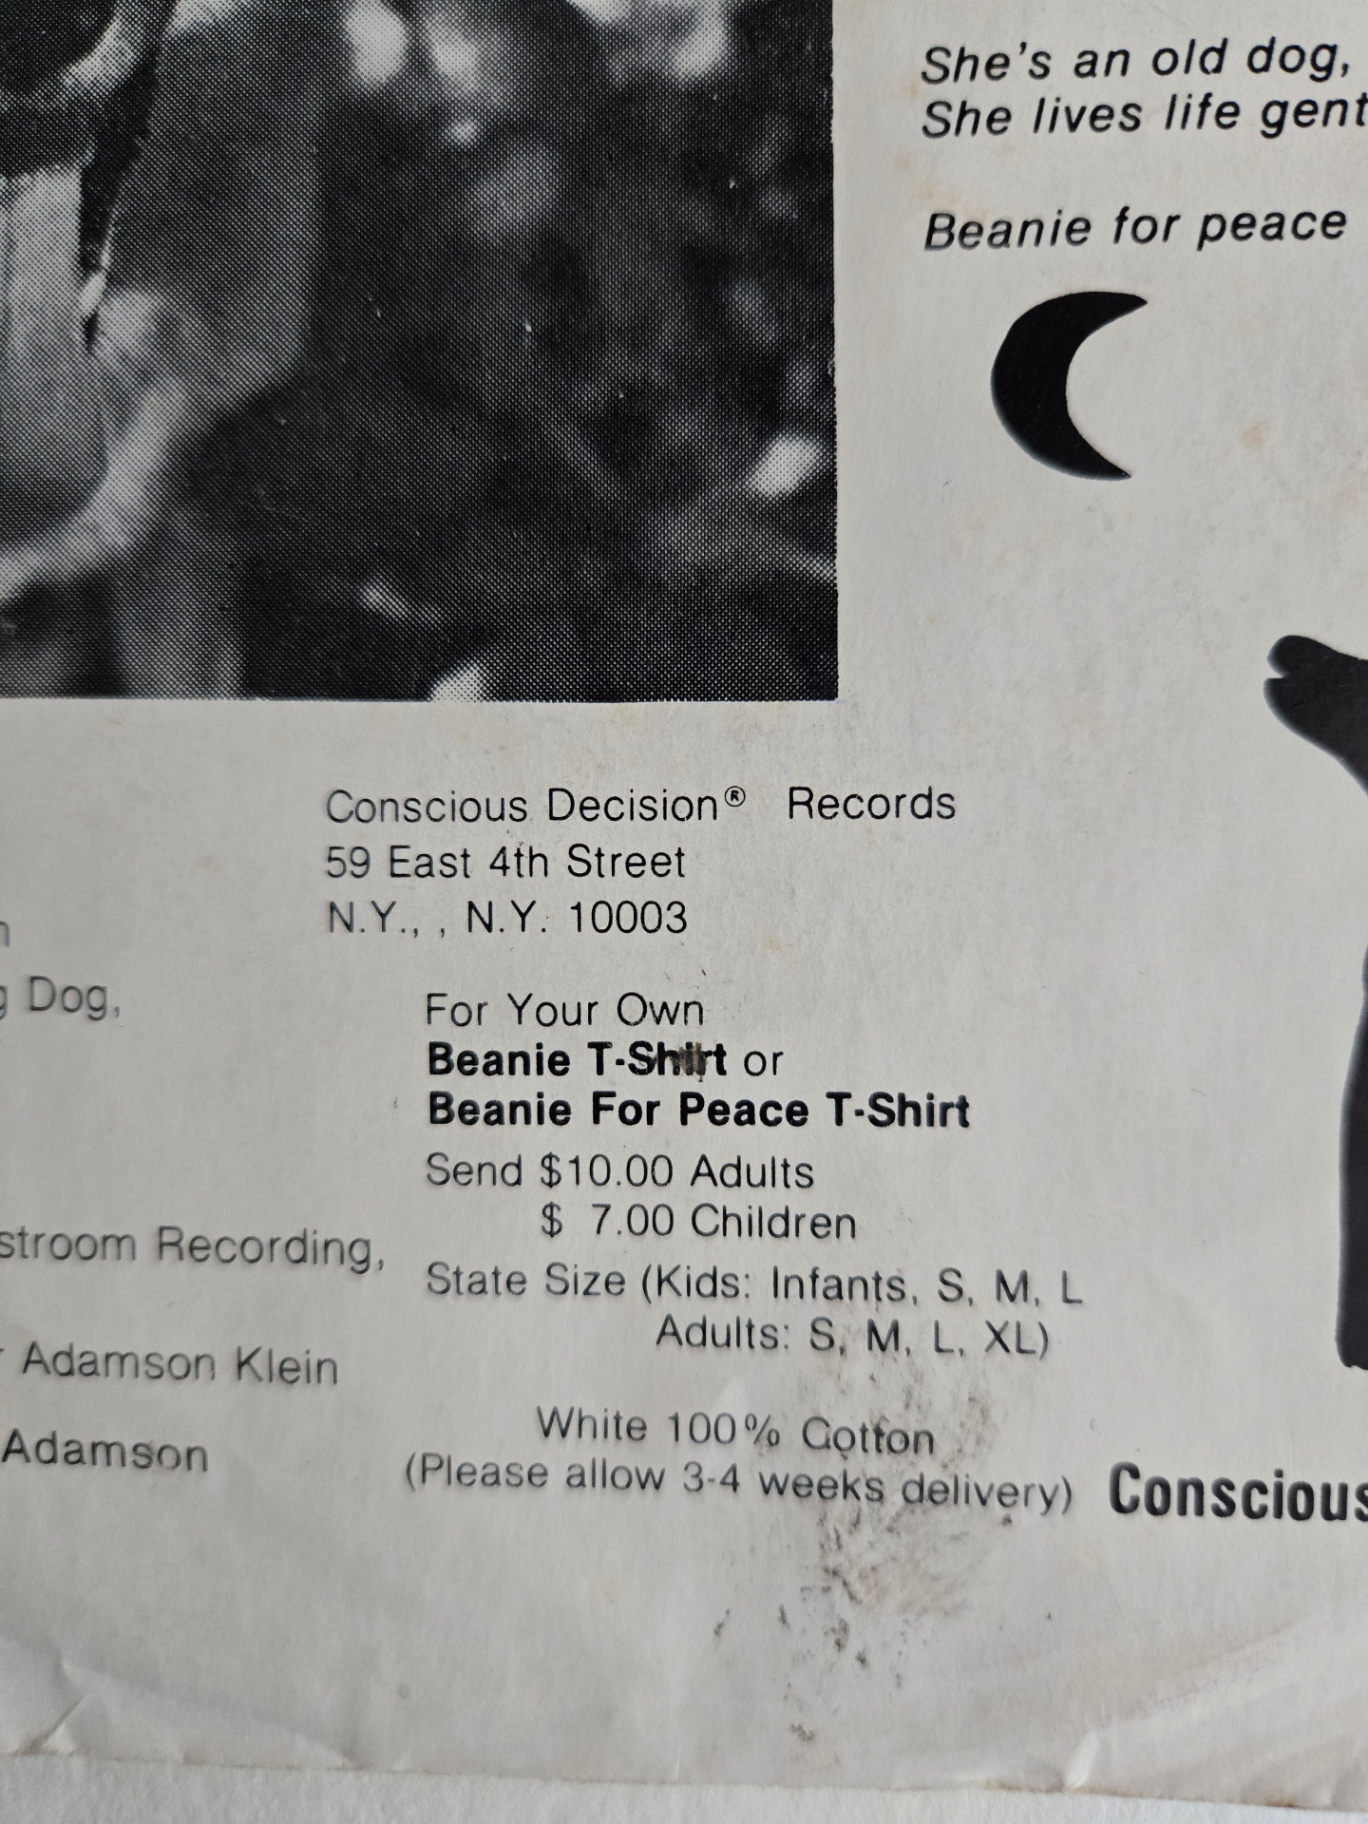 She's an old dog,
She lives life gent
Beanie for peace
Conscious Decision® Records
59 East 4th Street
N.Y., , N.Y. 10003
g Dog,
For Your Own
Beanie T-Shirt or
Beanie For Peace T-Shirt
Send $10.00 Adults
$ 7.00 Children
stroom Recording,
State Size (Kids: Infants, S, M, L
Adults: S, M, L, XL)
Adamson Klein
Adamson
White 100% Cotton
(Please allow 3-4 weeks delivery)
Conscious